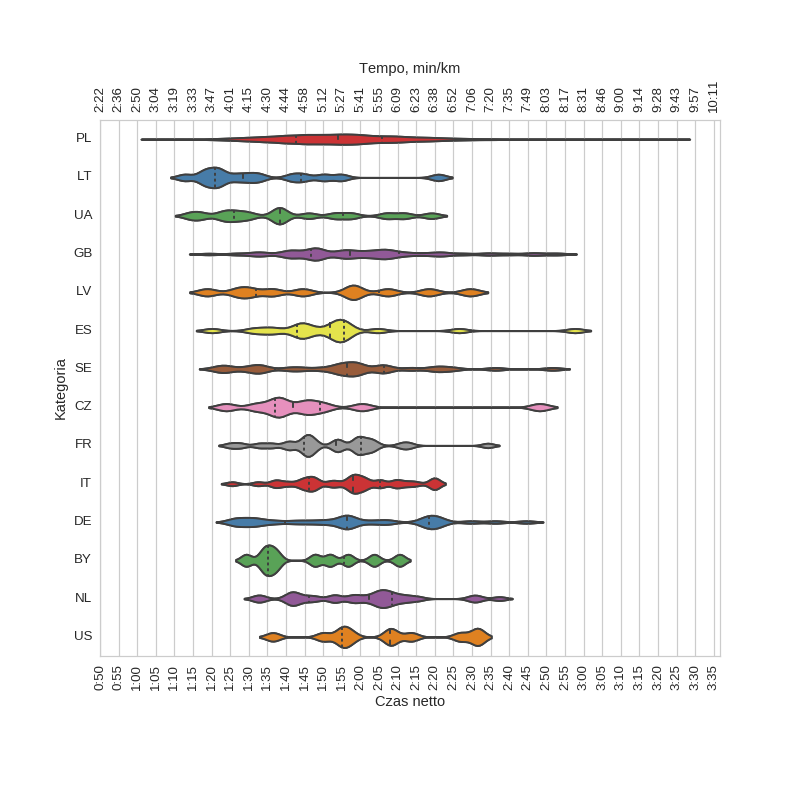 Tempo, min/km
2:22 2:36 2:50 3:04 3:19 3:33 3:47 4:01 4:15 4:30 4:44 4:58 5:12 5:27 5:41 5:55 6:09 6:23 6:38 6:52 7:06 7:20 7:35 7:49 8:03 8:17 8:31 8:46 9:00 9:14 9:28 9:43 9:57 10:11
Kategoria
PL
LT
UA
GB
LV
ES
SE
CZ
FR
IT
DE
BY
NL
US
0:50 0:55 1:00 1:05 1:10 1:15 1:20 1:25 1:30 1:35 1:40 1:45 1:50 1:55 2:00 2:05 2:10 2:15 2:20 2:25 2:30 2:35 2:40 2:45 2:50 2:55 3:00 3:05 3:10 3:15 3:20 3:25 3:30 3:35
Czas netto